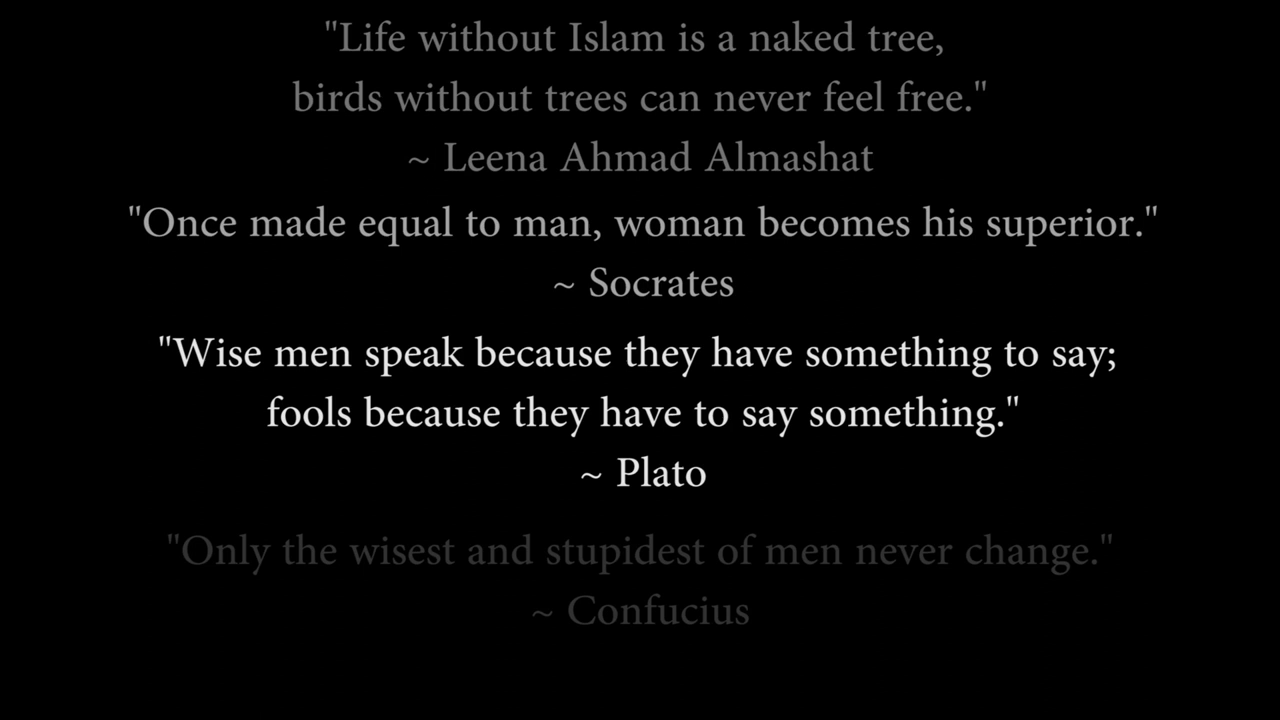 "Life without Islam is a naked tree,
birds without trees can never feel free."
~ Leena Ahmad Almashat
"Once made equal to man, woman becomes his superior."
~ Socrates
"Wise men speak because they have something to say;
fools because they have to say something."
~ Plato
"Only the wisest and stupidest of men never change."
~ Confucius